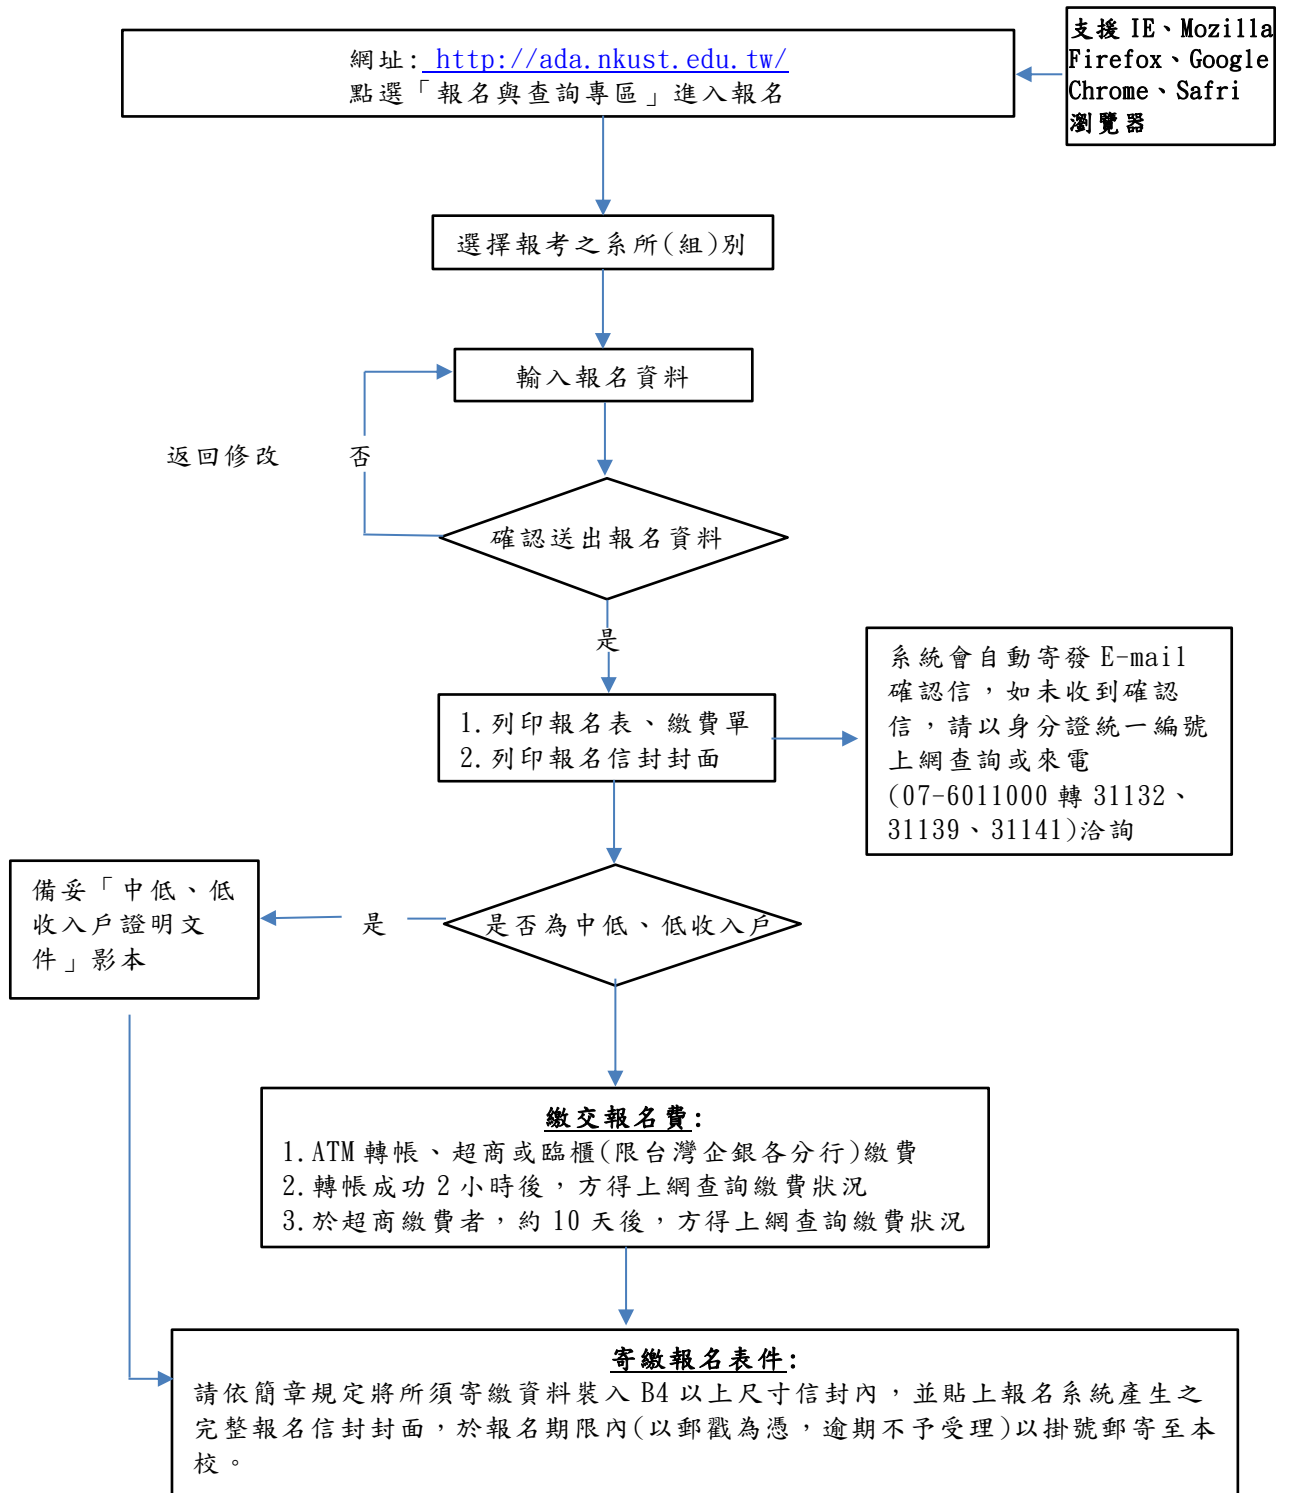 網址: http://ada.nkust.edu.tw/
點選「報名與查詢專區」進入報名
支援 IE、Mozilla
Firefox、Google
Chrome、Safri
瀏覽器
選擇報考之系所(組)別
輸入報名資料
返回修改
否
確認送出報名資料
是
1.列印報名表、繳費單
2.列印報名信封封面
系統會自動寄發 E-mail
確認信，如未收到確認
信，請以身分證統一編號
上網查詢或來電
(07-6011000 轉 31132、
31139、31141)洽詢
是否為中低、低收入戶
是
備妥「中低、低
收入戶證明文
件」影本
繳交報名費:
1.ATM 轉帳、超商或臨櫃(限台灣企銀各分行)繳費
2.轉帳成功 2 小時後，方得上網查詢繳費狀況
3.於超商繳費者，約 10 天後，方得上網查詢繳費狀況
寄繳報名表件:
請依簡章規定將所須寄繳資料裝入 B4 以上尺寸信封內，並貼上報名系統產生之
完整報名信封封面，於報名期限內(以郵戳為憑，逾期不予受理)以掛號郵寄至本
校。